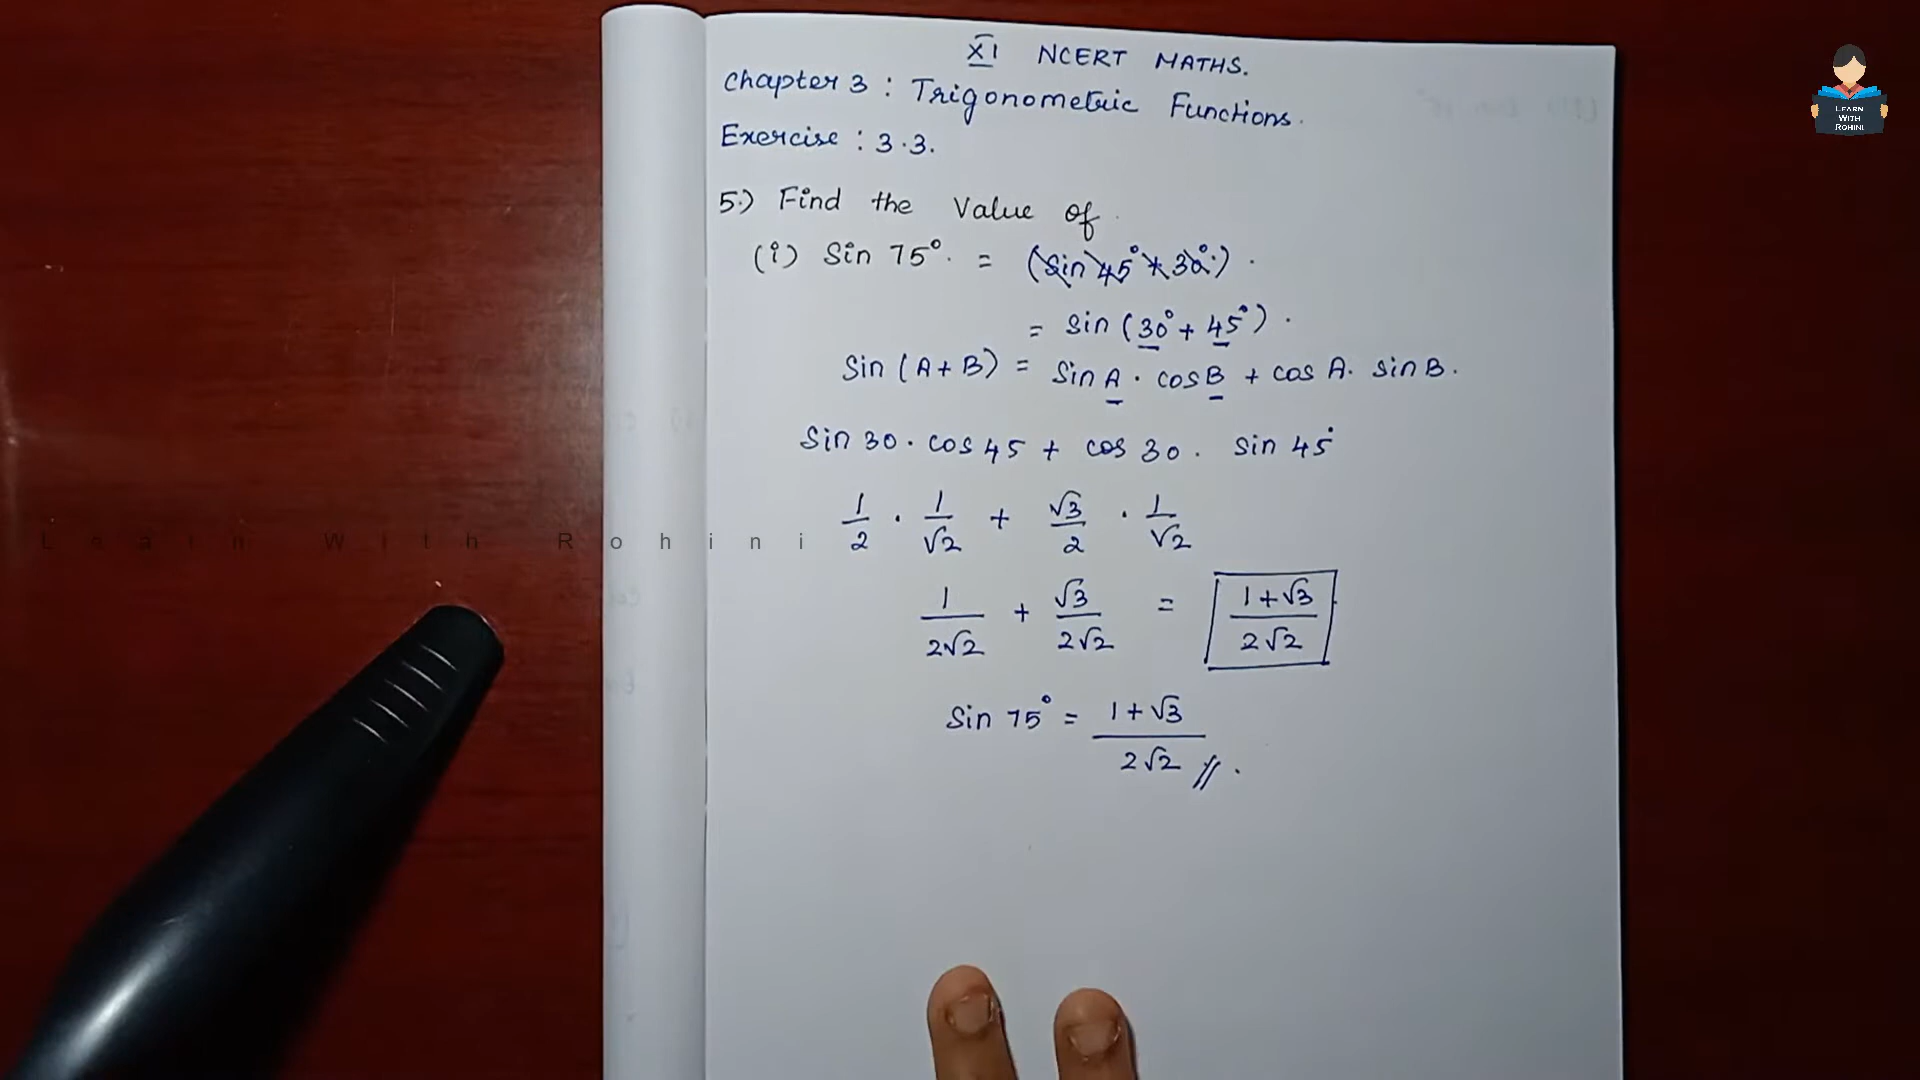 XI NCERT MATHS.
Chapter 3 : Trigonometric Functions.
Exercise : 3.3.
5.) Find the Value of
(i) Sin 75° = (Sin 45° + 30°).
= Sin (30° + 45°).
Sin (A + B) = Sin A . cos B + cos A. sin B.
Sin 30 . cos 45 + cos 30 . Sin 45°
1/2 . 1/√2 + √3/2 . 1/√2
1/2√2 + √3/2√2 = 1+√3/2√2
Sin 75° = 1+√3/2√2 //.
Learn With Rohini
LEARN
WITH
ROHINI